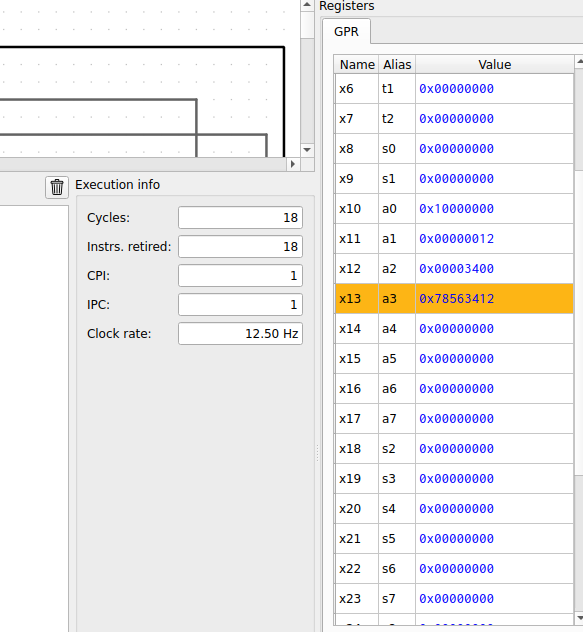 Registers
GPR
Name Alias Value
x6 t1 0x00000000
x7 t2 0x00000000
x8 s0 0x00000000
x9 s1 0x00000000
x10 a0 0x10000000
x11 a1 0x00000012
x12 a2 0x00003400
x13 a3 0x78563412
x14 a4 0x00000000
x15 a5 0x00000000
x16 a6 0x00000000
x17 a7 0x00000000
x18 s2 0x00000000
x19 s3 0x00000000
x20 s4 0x00000000
x21 s5 0x00000000
x22 s6 0x00000000
x23 s7 0x00000000
Execution info
Cycles: 18
Instrs. retired: 18
CPI: 1
IPC: 1
Clock rate: 12.50 Hz